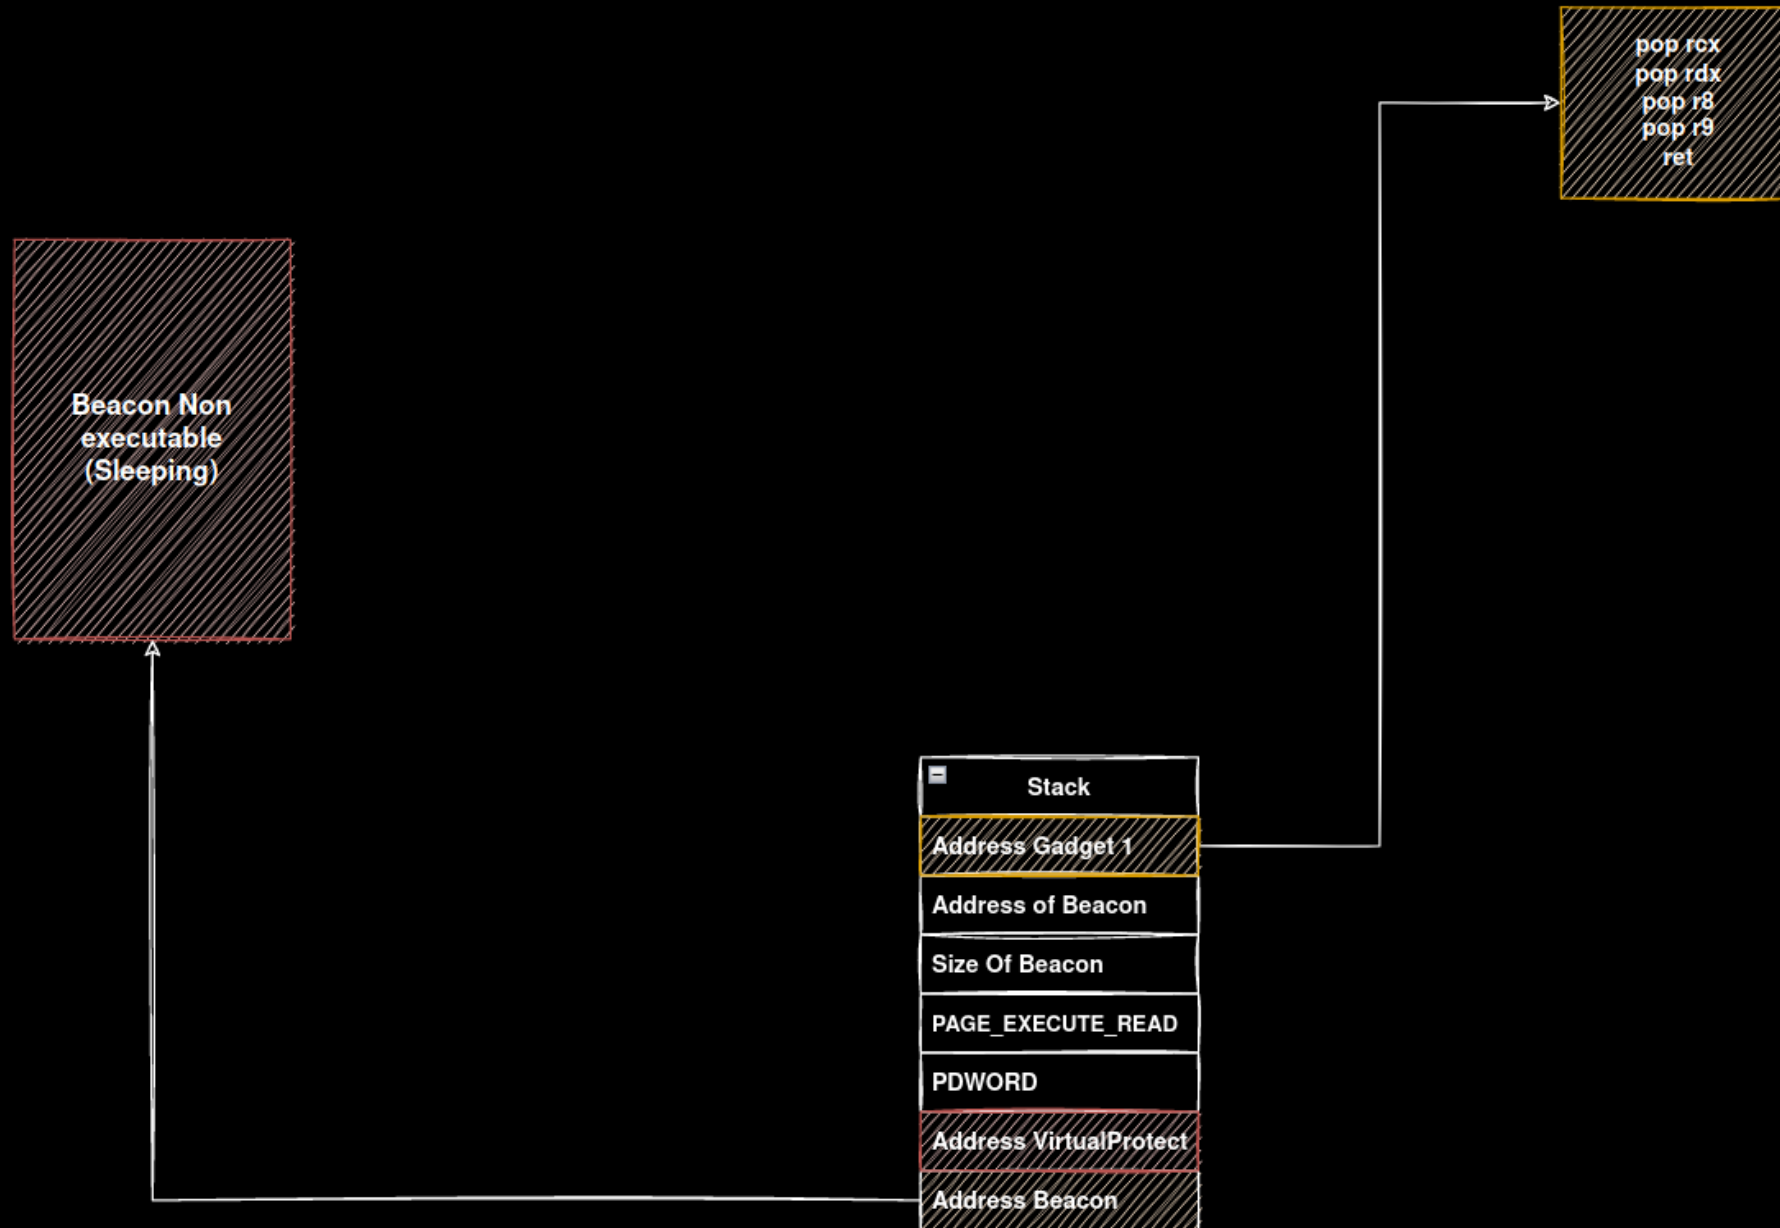 pop rcx
pop rdx
pop r8
pop r9
ret
Beacon Non
executable
(Sleeping)
Stack
Address Gadget 1
Address of Beacon
Size Of Beacon
PAGE_EXECUTE_READ
PDWORD
Address VirtualProtect
Address Beacon